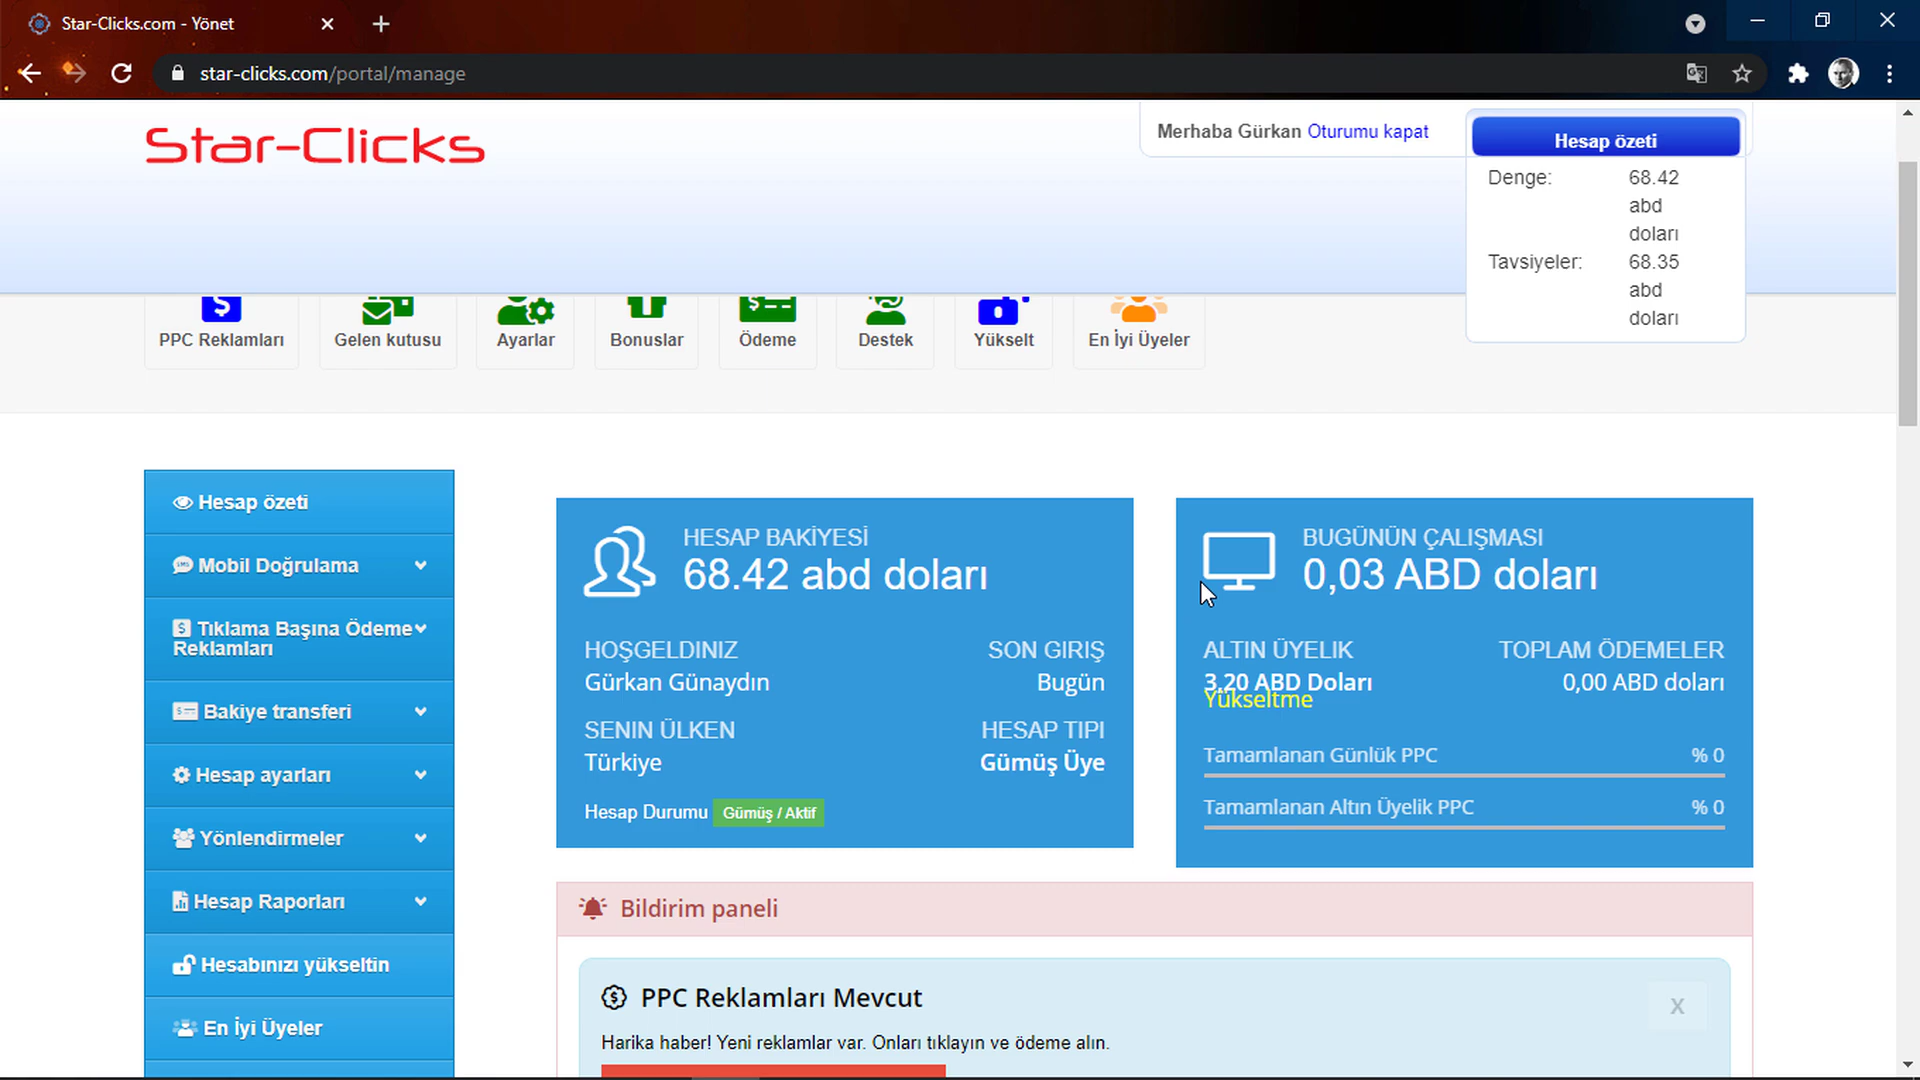 Star-Clicks.com - Yönet
star-clicks.com/portal/manage
Star-Clicks
Merhaba Gürkan Oturumu kapat
Hesap özeti
Denge: 68.42
abd
doları
Tavsiyeler: 68.35
abd
doları
PPC Reklamları
Gelen kutusu
Ayarlar
Bonuslar
Ödeme
Destek
Yükselt
En İyi Üyeler
Hesap özeti
Mobil Doğrulama
Tıklama Başına Ödeme
Reklamları
Bakiye transferi
Hesap ayarları
Yönlendirmeler
Hesap Raporları
Hesabınızı yükseltin
En İyi Üyeler
HESAP BAKİYESİ
68.42 abd doları
HOŞGELDINIZ
Gürkan Günaydın
SON GIRIŞ
Bugün
SENIN ÜLKEN
Türkiye
HESAP TIPI
Gümüş Üye
Hesap Durumu Gümüş / Aktif
BUGÜNÜN ÇALIŞMASI
0,03 ABD doları
ALTIN ÜYELIK
3.20 ABD Doları
Yükseltme
TOPLAM ÖDEMELER
0,00 ABD doları
Tamamlanan Günlük PPC % 0
Tamamlanan Altın Üyelik PPC % 0
Bildirim paneli
PPC Reklamları Mevcut
X
Harika haber! Yeni reklamlar var. Onları tıklayın ve ödeme alın.